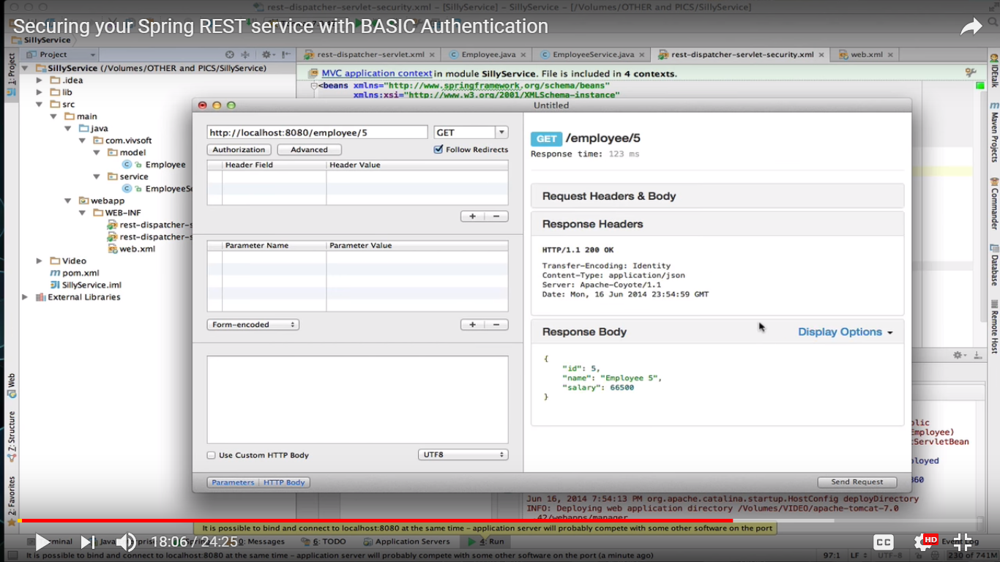 rest-dispatcher-servlet-security.xml - [SillyService] - SillyService - [/Volumes/OTHER and PICS/SillyService]
Securing your Spring REST service with BASIC Authentication
SillyService
Project
rest-dispatcher-servlet.xml
Employee.java
EmployeeService.java
rest-dispatcher-servlet-security.xml
web.xml
1: Project
SillyService (/Volumes/OTHER and PICS/SillyService)
.idea
lib
src
main
java
com.vivsoft
model
Employee
service
EmployeeSe
webapp
WEB-INF
rest-dispatcher-s
rest-dispatcher-s
web.xml
Video
pom.xml
SillyService.iml
External Libraries
Web
Z: Structure
2: Favorites
MVC application context in module SillyService. File is included in 4 contexts.
<beans xmlns="http://www.springframework.org/schema/beans"
xmlns:xsi="http://www.w3.org/2001/XMLSchema-instance"
Untitled
http://localhost:8080/employee/5
GET
Authorization
Advanced
Follow Redirects
Header Field
Header Value
+ −
Parameter Name
Parameter Value
Form-encoded
+ −
Use Custom HTTP Body
UTF8
Parameters
HTTP Body
GET /employee/5
Response time: 123 ms
Request Headers & Body
Response Headers
HTTP/1.1 200 OK
Transfer-Encoding: Identity
Content-Type: application/json
Server: Apache-Coyote/1.1
Date: Mon, 16 Jun 2014 23:54:59 GMT
Response Body
Display Options
{
"id": 5,
"name": "Employee 5",
"salary": 66500
}
Send Request
IDEtalk
Maven Projects
Commander
Database
Remote Host
blic
Employee)
tServletBean
ployed
360
Jun 16, 2014 7:54:13 PM org.apache.catalina.startup.HostConfig deployDirectory
INFO: Deploying web application directory /Volumes/VIDEO/apache-tomcat-7.0
.42/webapps/manager
It is possible to bind and connect to localhost:8080 at the same time – application server will probably compete with some other software on the port
18:06 / 24:25
0: Messages
6: TODO
Application Servers
4: Run
CC
HD
Event Log
It is possible to bind and connect to localhost:8080 at the same time – application server will probably compete with some other software on the port (a minute ago)
97:1
LF
UTF-8
230 of 741M